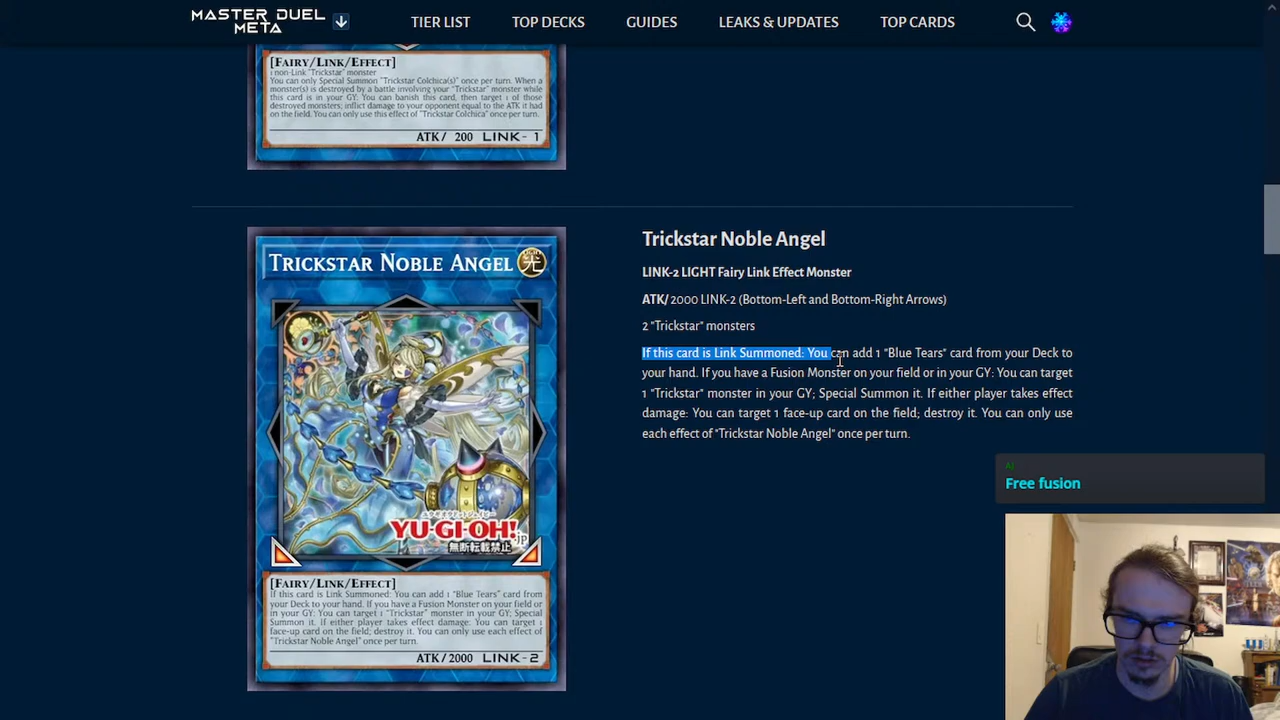 MASTER DUEL
META
TIER LIST
TOP DECKS
GUIDES
LEAKS & UPDATES
TOP CARDS
[FAIRY/LINK/EFFECT]
1 non-Link "Trickstar" monster
You can only Special Summon "Trickstar Colchica(s)" once per turn. When a
monster(s) is destroyed by a battle involving your "Trickstar" monster while
this card is in your GY: You can banish this card, then target 1 of those
destroyed monsters; inflict damage to your opponent equal to the ATK it had
on the field. You can only use this effect of "Trickstar Colchica" once per turn.
ATK/ 200 LINK-1
TRICKSTAR NOBLE ANGEL
光
YU-GI-OH!
.jp
無断転載禁止
[FAIRY/LINK/EFFECT]
If this card is Link Summoned: You can add 1 "Blue Tears" card from
your Deck to your hand. If you have a Fusion Monster on your field or
in your GY: You can target 1 "Trickstar" monster in your GY; Special
Summon it. If either player takes effect damage: You can target 1
face-up card on the field; destroy it. You can only use each effect of
"Trickstar Noble Angel" once per turn.
ATK/2000 LINK-2
Trickstar Noble Angel
LINK-2 LIGHT Fairy Link Effect Monster
ATK/ 2000 LINK-2 (Bottom-Left and Bottom-Right Arrows)
2 "Trickstar" monsters
If this card is Link Summoned: You can add 1 "Blue Tears" card from your Deck to
your hand. If you have a Fusion Monster on your field or in your GY: You can target
1 "Trickstar" monster in your GY; Special Summon it. If either player takes effect
damage: You can target 1 face-up card on the field; destroy it. You can only use
each effect of "Trickstar Noble Angel" once per turn.
AJ
Free fusion